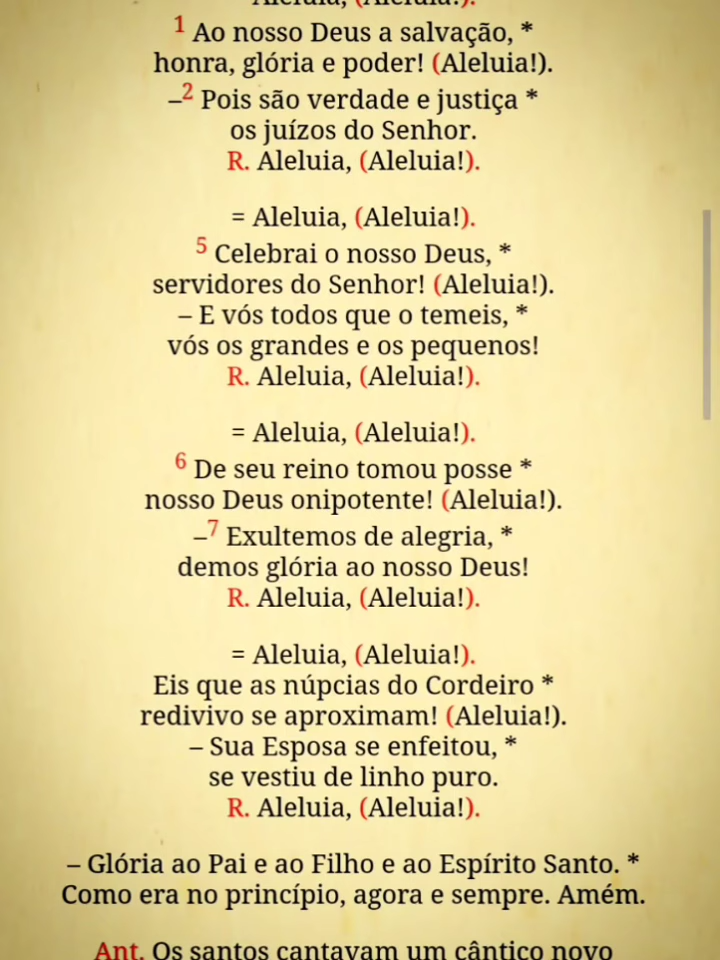 Aleluia, (Aleluia!).
1 Ao nosso Deus a salvação, *
honra, glória e poder! (Aleluia!).
–2 Pois são verdade e justiça *
os juízos do Senhor.
R. Aleluia, (Aleluia!).
= Aleluia, (Aleluia!).
5 Celebrai o nosso Deus, *
servidores do Senhor! (Aleluia!).
– E vós todos que o temeis, *
vós os grandes e os pequenos!
R. Aleluia, (Aleluia!).
= Aleluia, (Aleluia!).
6 De seu reino tomou posse *
nosso Deus onipotente! (Aleluia!).
–7 Exultemos de alegria, *
demos glória ao nosso Deus!
R. Aleluia, (Aleluia!).
= Aleluia, (Aleluia!).
Eis que as núpcias do Cordeiro *
redivivo se aproximam! (Aleluia!).
– Sua Esposa se enfeitou, *
se vestiu de linho puro.
R. Aleluia, (Aleluia!).
– Glória ao Pai e ao Filho e ao Espírito Santo. *
Como era no princípio, agora e sempre. Amém.
Ant. Os santos cantavam um cântico novo